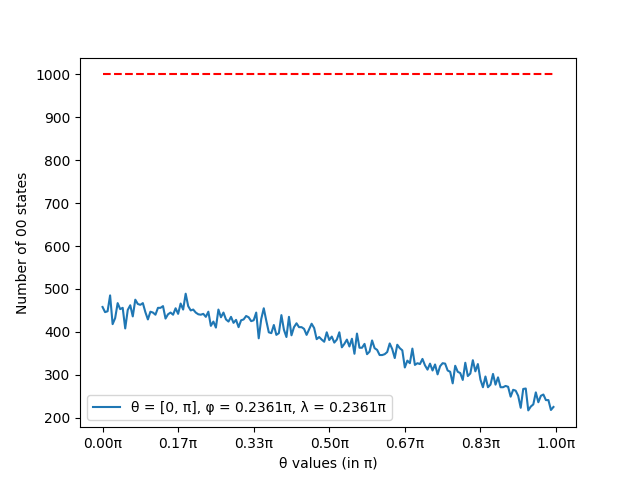 1000
900
800
700
600
500
400
300
200
Number of 00 states
θ = [0, π], φ = 0.2361π, λ = 0.2361π
0.00π 0.17π 0.33π 0.50π 0.67π 0.83π 1.00π
θ values (in π)